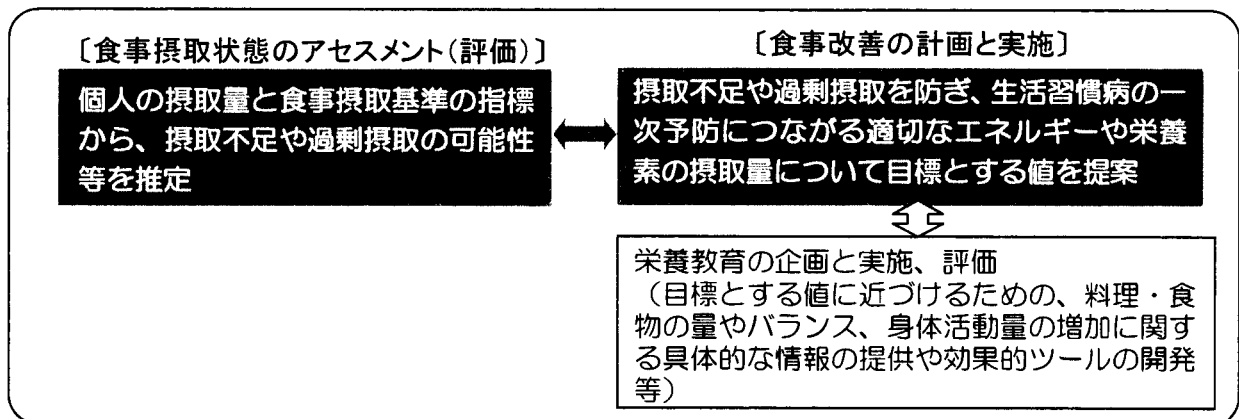 〔食事摂取状態のアセスメント(評価)〕
個人の摂取量と食事摂取基準の指標
から、摂取不足や過剰摂取の可能性
等を推定
〔食事改善の計画と実施〕
摂取不足や過剰摂取を防ぎ、生活習慣病の一
次予防につながる適切なエネルギーや栄養
素の摂取量について目標とする値を提案
栄養教育の企画と実施、評価
（目標とする値に近づけるための、料理・食
物の量やバランス、身体活動量の増加に関す
る具体的な情報の提供や効果的ツールの開発
等）